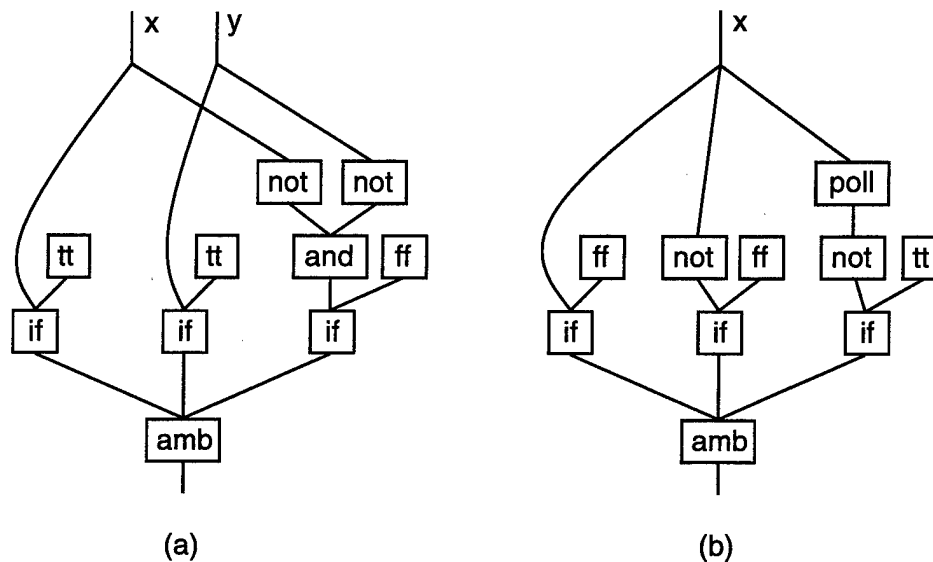 x y x
not not poll
tt tt and ff ff not ff not tt
if if if if if if
amb amb
(a) (b)